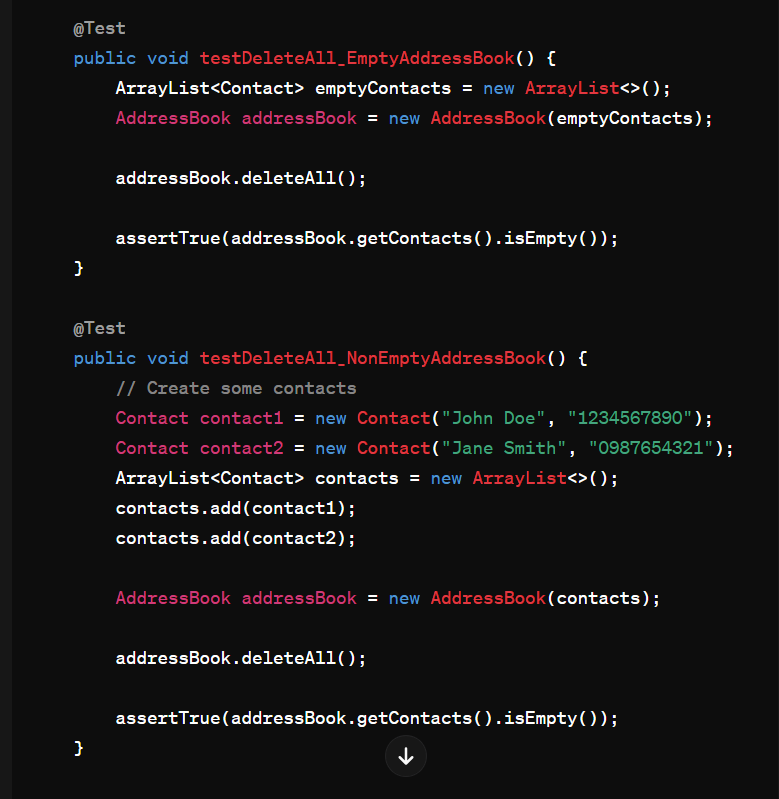 @Test
public void testDeleteAll_EmptyAddressBook() {
ArrayList<Contact> emptyContacts = new ArrayList<>();
AddressBook addressBook = new AddressBook(emptyContacts);
addressBook.deleteAll();
assertTrue(addressBook.getContacts().isEmpty());
}
@Test
public void testDeleteAll_NonEmptyAddressBook() {
// Create some contacts
Contact contact1 = new Contact("John Doe", "1234567890");
Contact contact2 = new Contact("Jane Smith", "0987654321");
ArrayList<Contact> contacts = new ArrayList<>();
contacts.add(contact1);
contacts.add(contact2);
AddressBook addressBook = new AddressBook(contacts);
addressBook.deleteAll();
assertTrue(addressBook.getContacts().isEmpty());
}